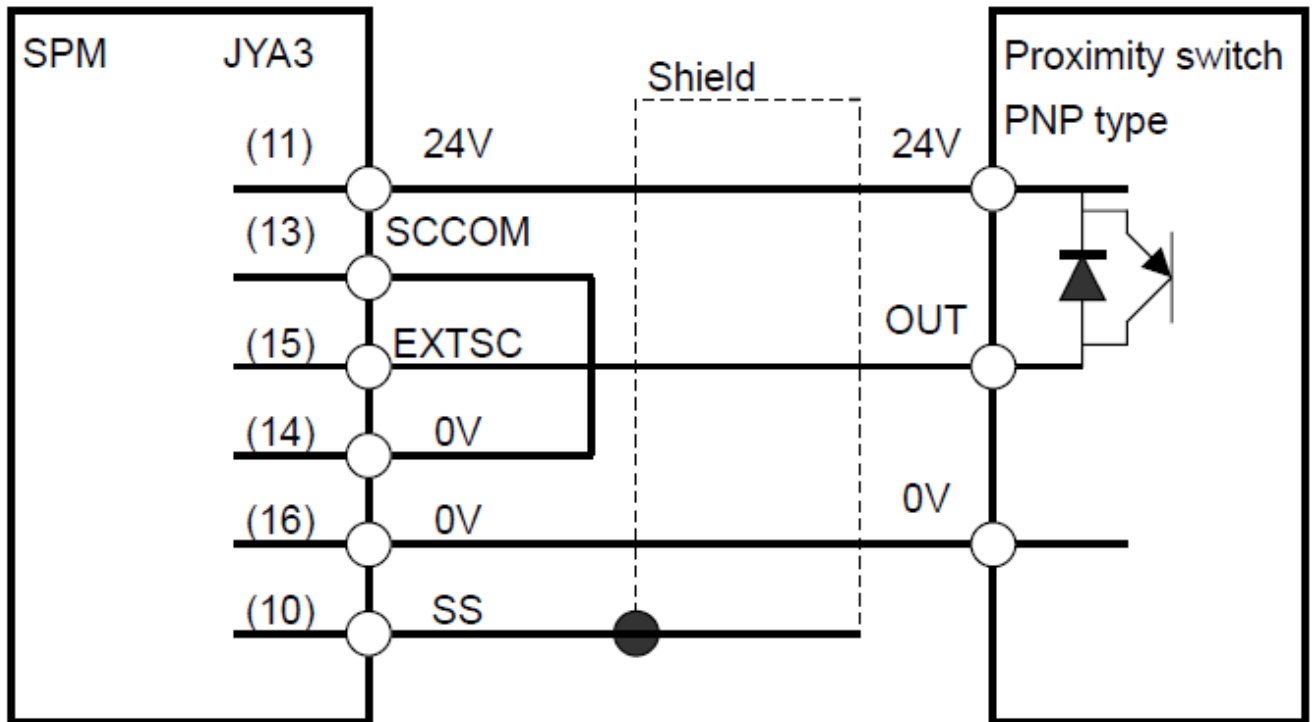 SPM JYA3
Proximity switch
PNP type
Shield
(11) 24V 24V
(13) SCCOM
(15) EXTSC OUT
(14) 0V
(16) 0V 0V
(10) SS